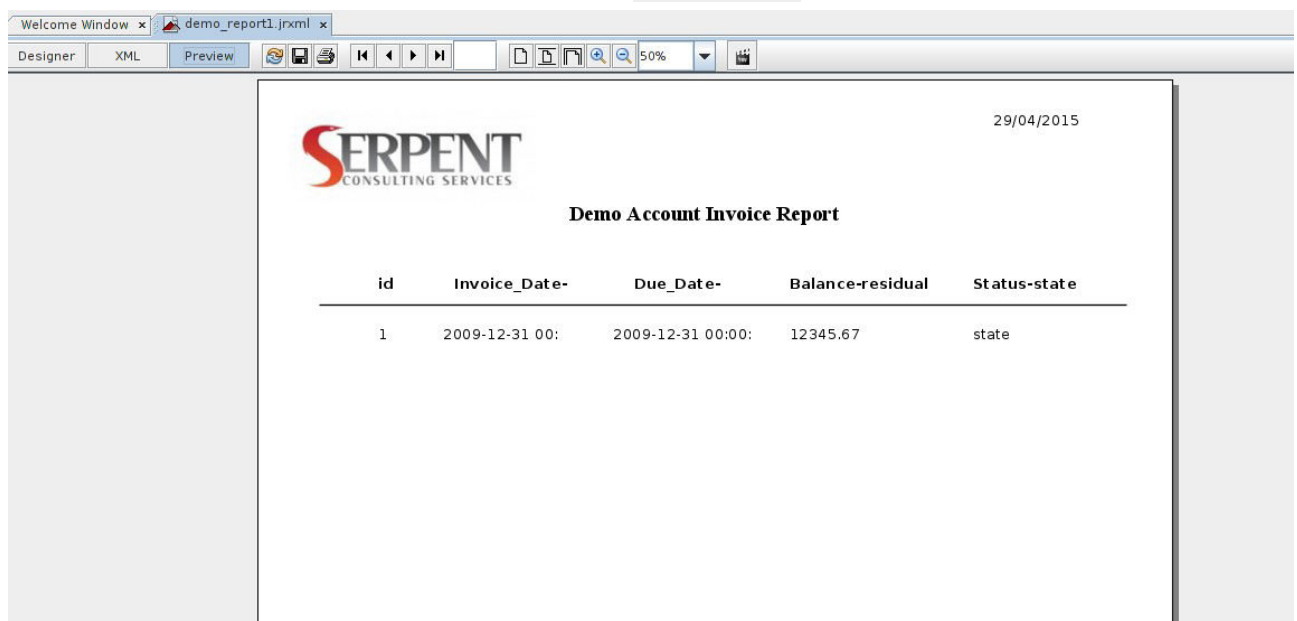 Welcome Window x demo_report1.jrxml x
Designer XML Preview 50%
29/04/2015
SERPENT
CONSULTING SERVICES
Demo Account Invoice Report
id Invoice_Date- Due_Date- Balance-residual Status-state
1 2009-12-31 00: 2009-12-31 00:00: 12345.67 state